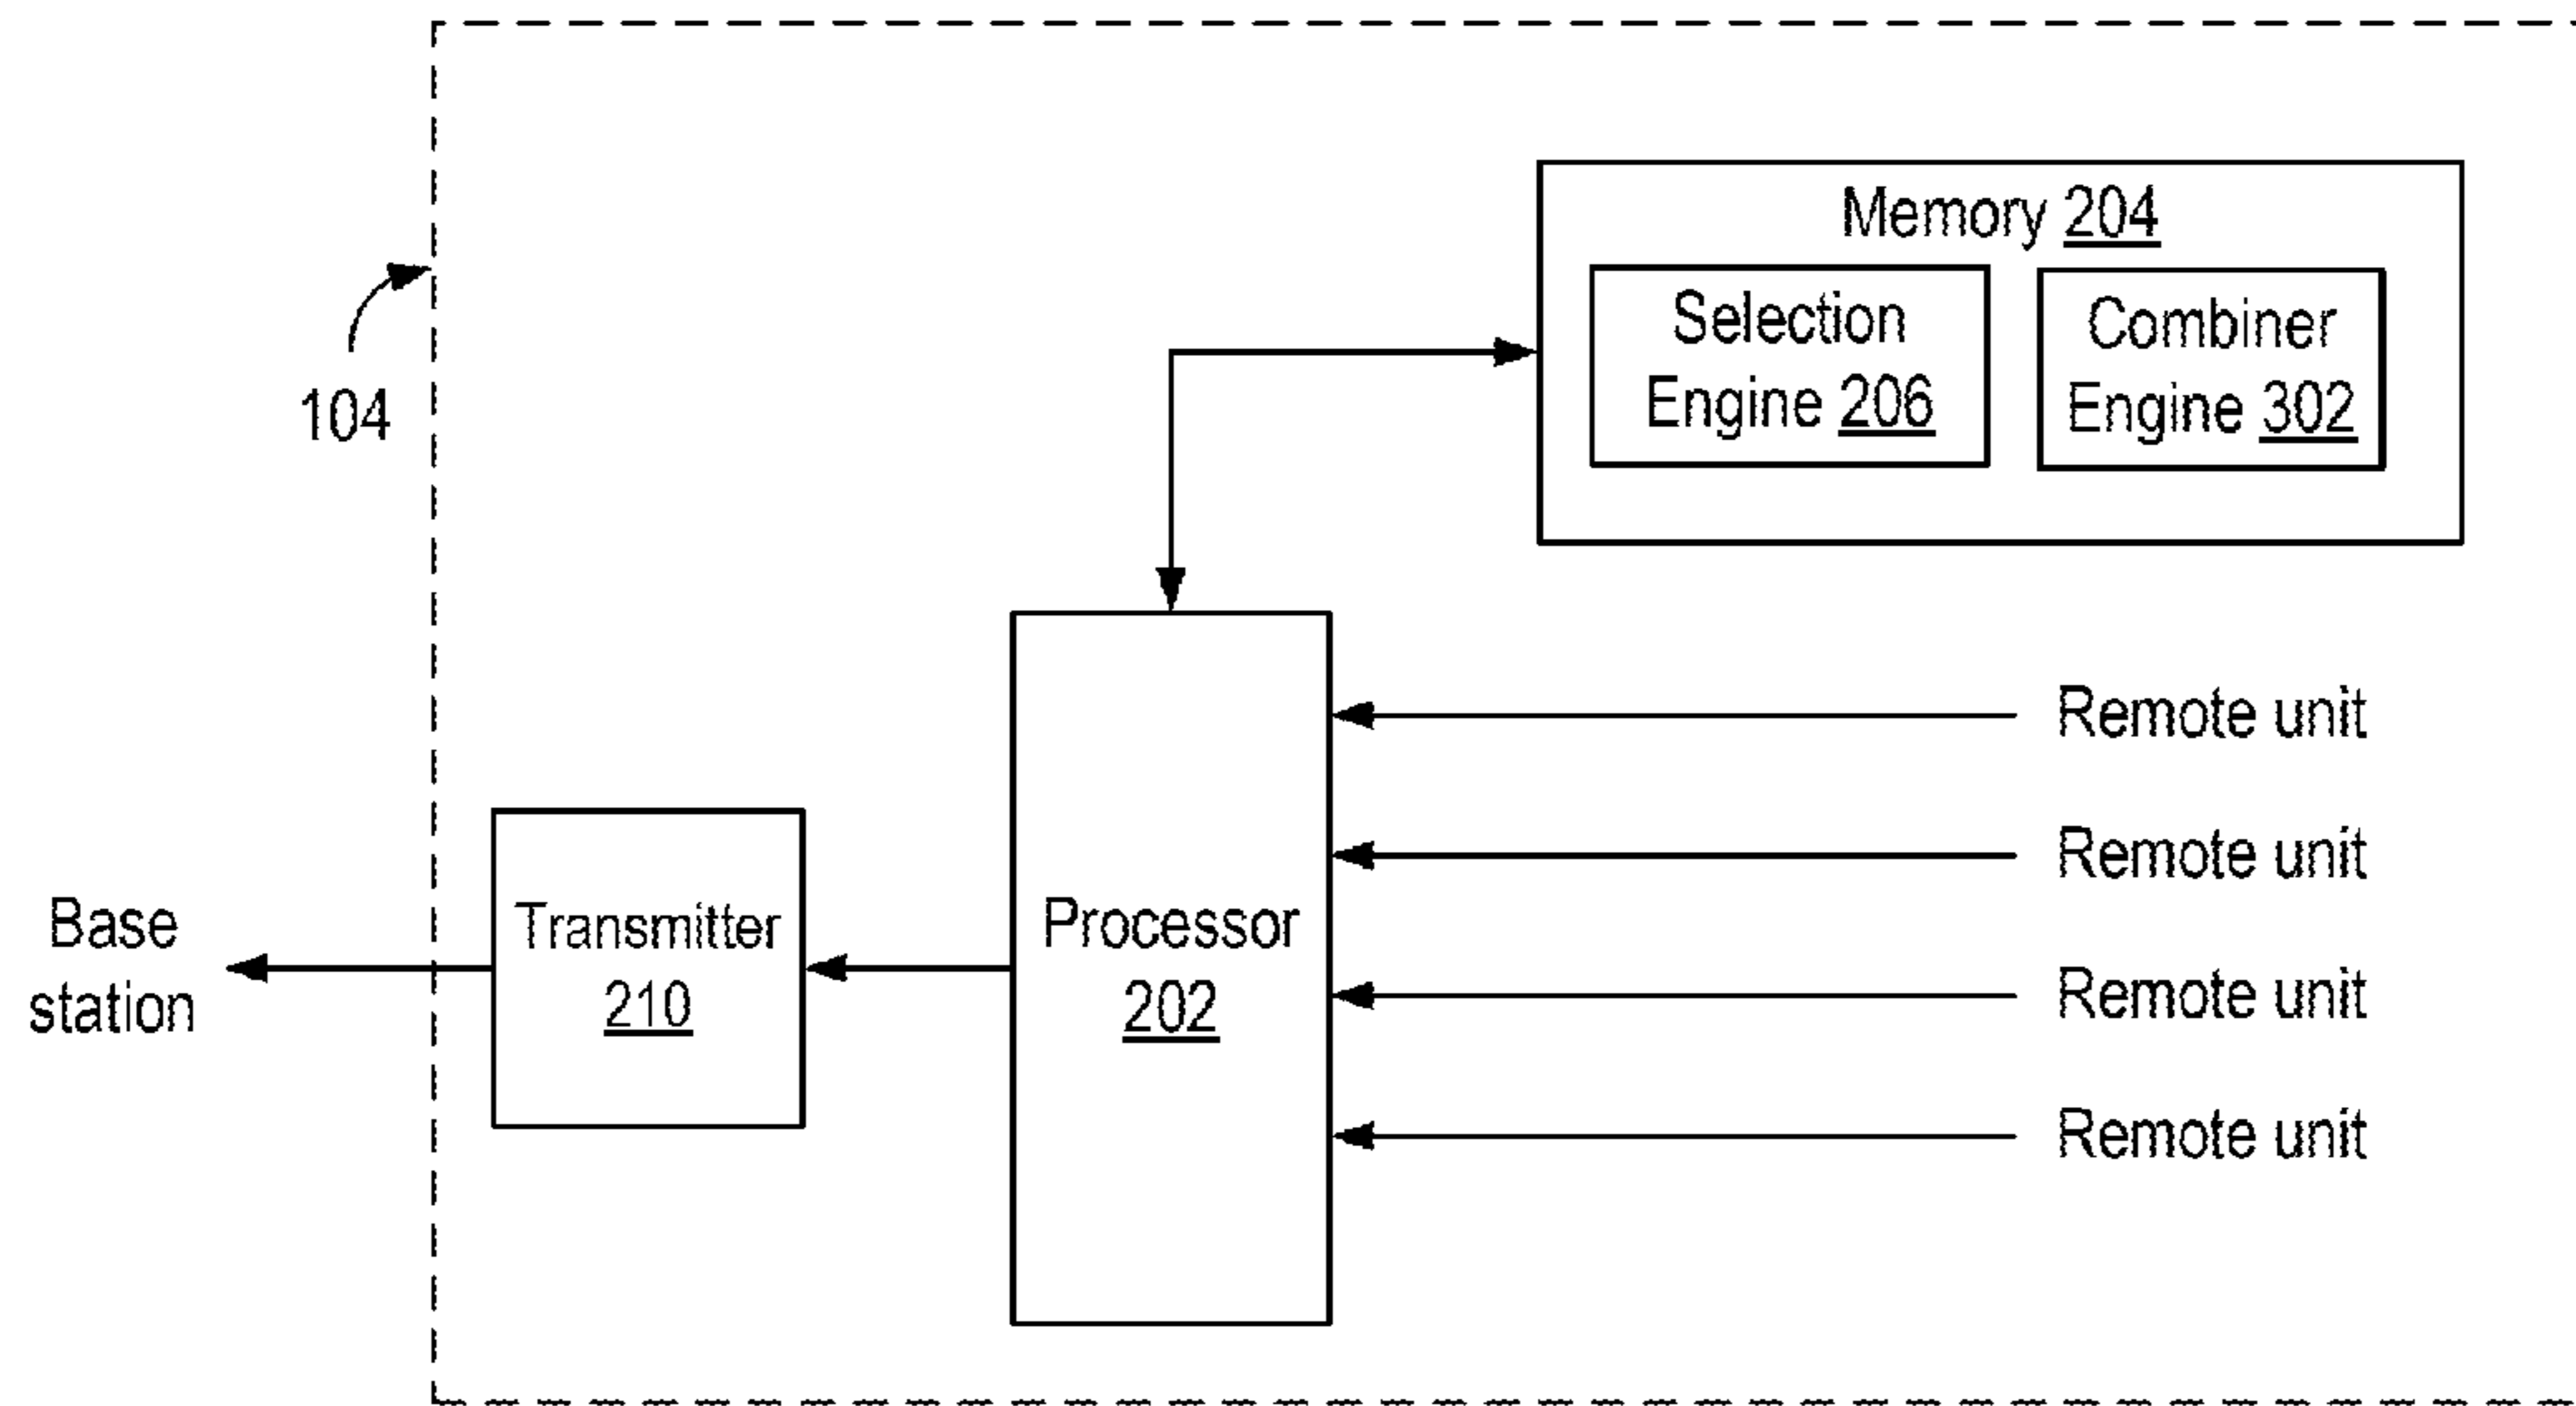 Memory 204
Selection
Engine 206
Combiner
Engine 302
104
Remote unit
Remote unit
Base
station
Transmitter
210
Processor
202
Remote unit
Remote unit